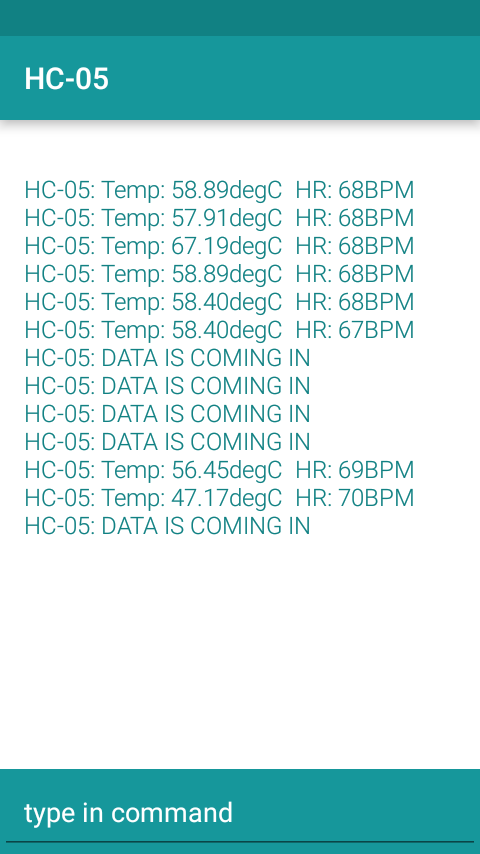 HC-05
HC-05: Temp: 58.89degC HR: 68BPM
HC-05: Temp: 57.91degC HR: 68BPM
HC-05: Temp: 67.19degC HR: 68BPM
HC-05: Temp: 58.89degC HR: 68BPM
HC-05: Temp: 58.40degC HR: 68BPM
HC-05: Temp: 58.40degC HR: 67BPM
HC-05: DATA IS COMING IN
HC-05: DATA IS COMING IN
HC-05: DATA IS COMING IN
HC-05: DATA IS COMING IN
HC-05: Temp: 56.45degC HR: 69BPM
HC-05: Temp: 47.17degC HR: 70BPM
HC-05: DATA IS COMING IN
type in command